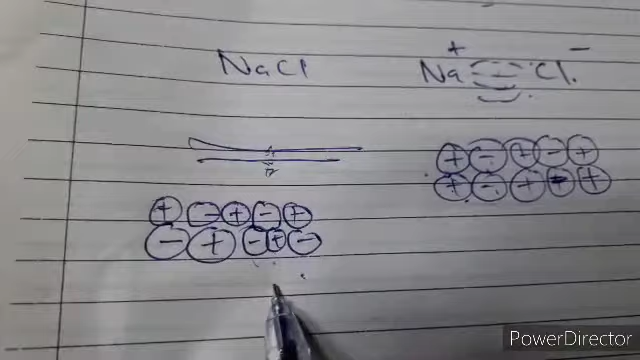 NaCl Na⁺ Cl⁻
+ − + − +
− + − + −
+ − + − +
+ − + + +
PowerDirector